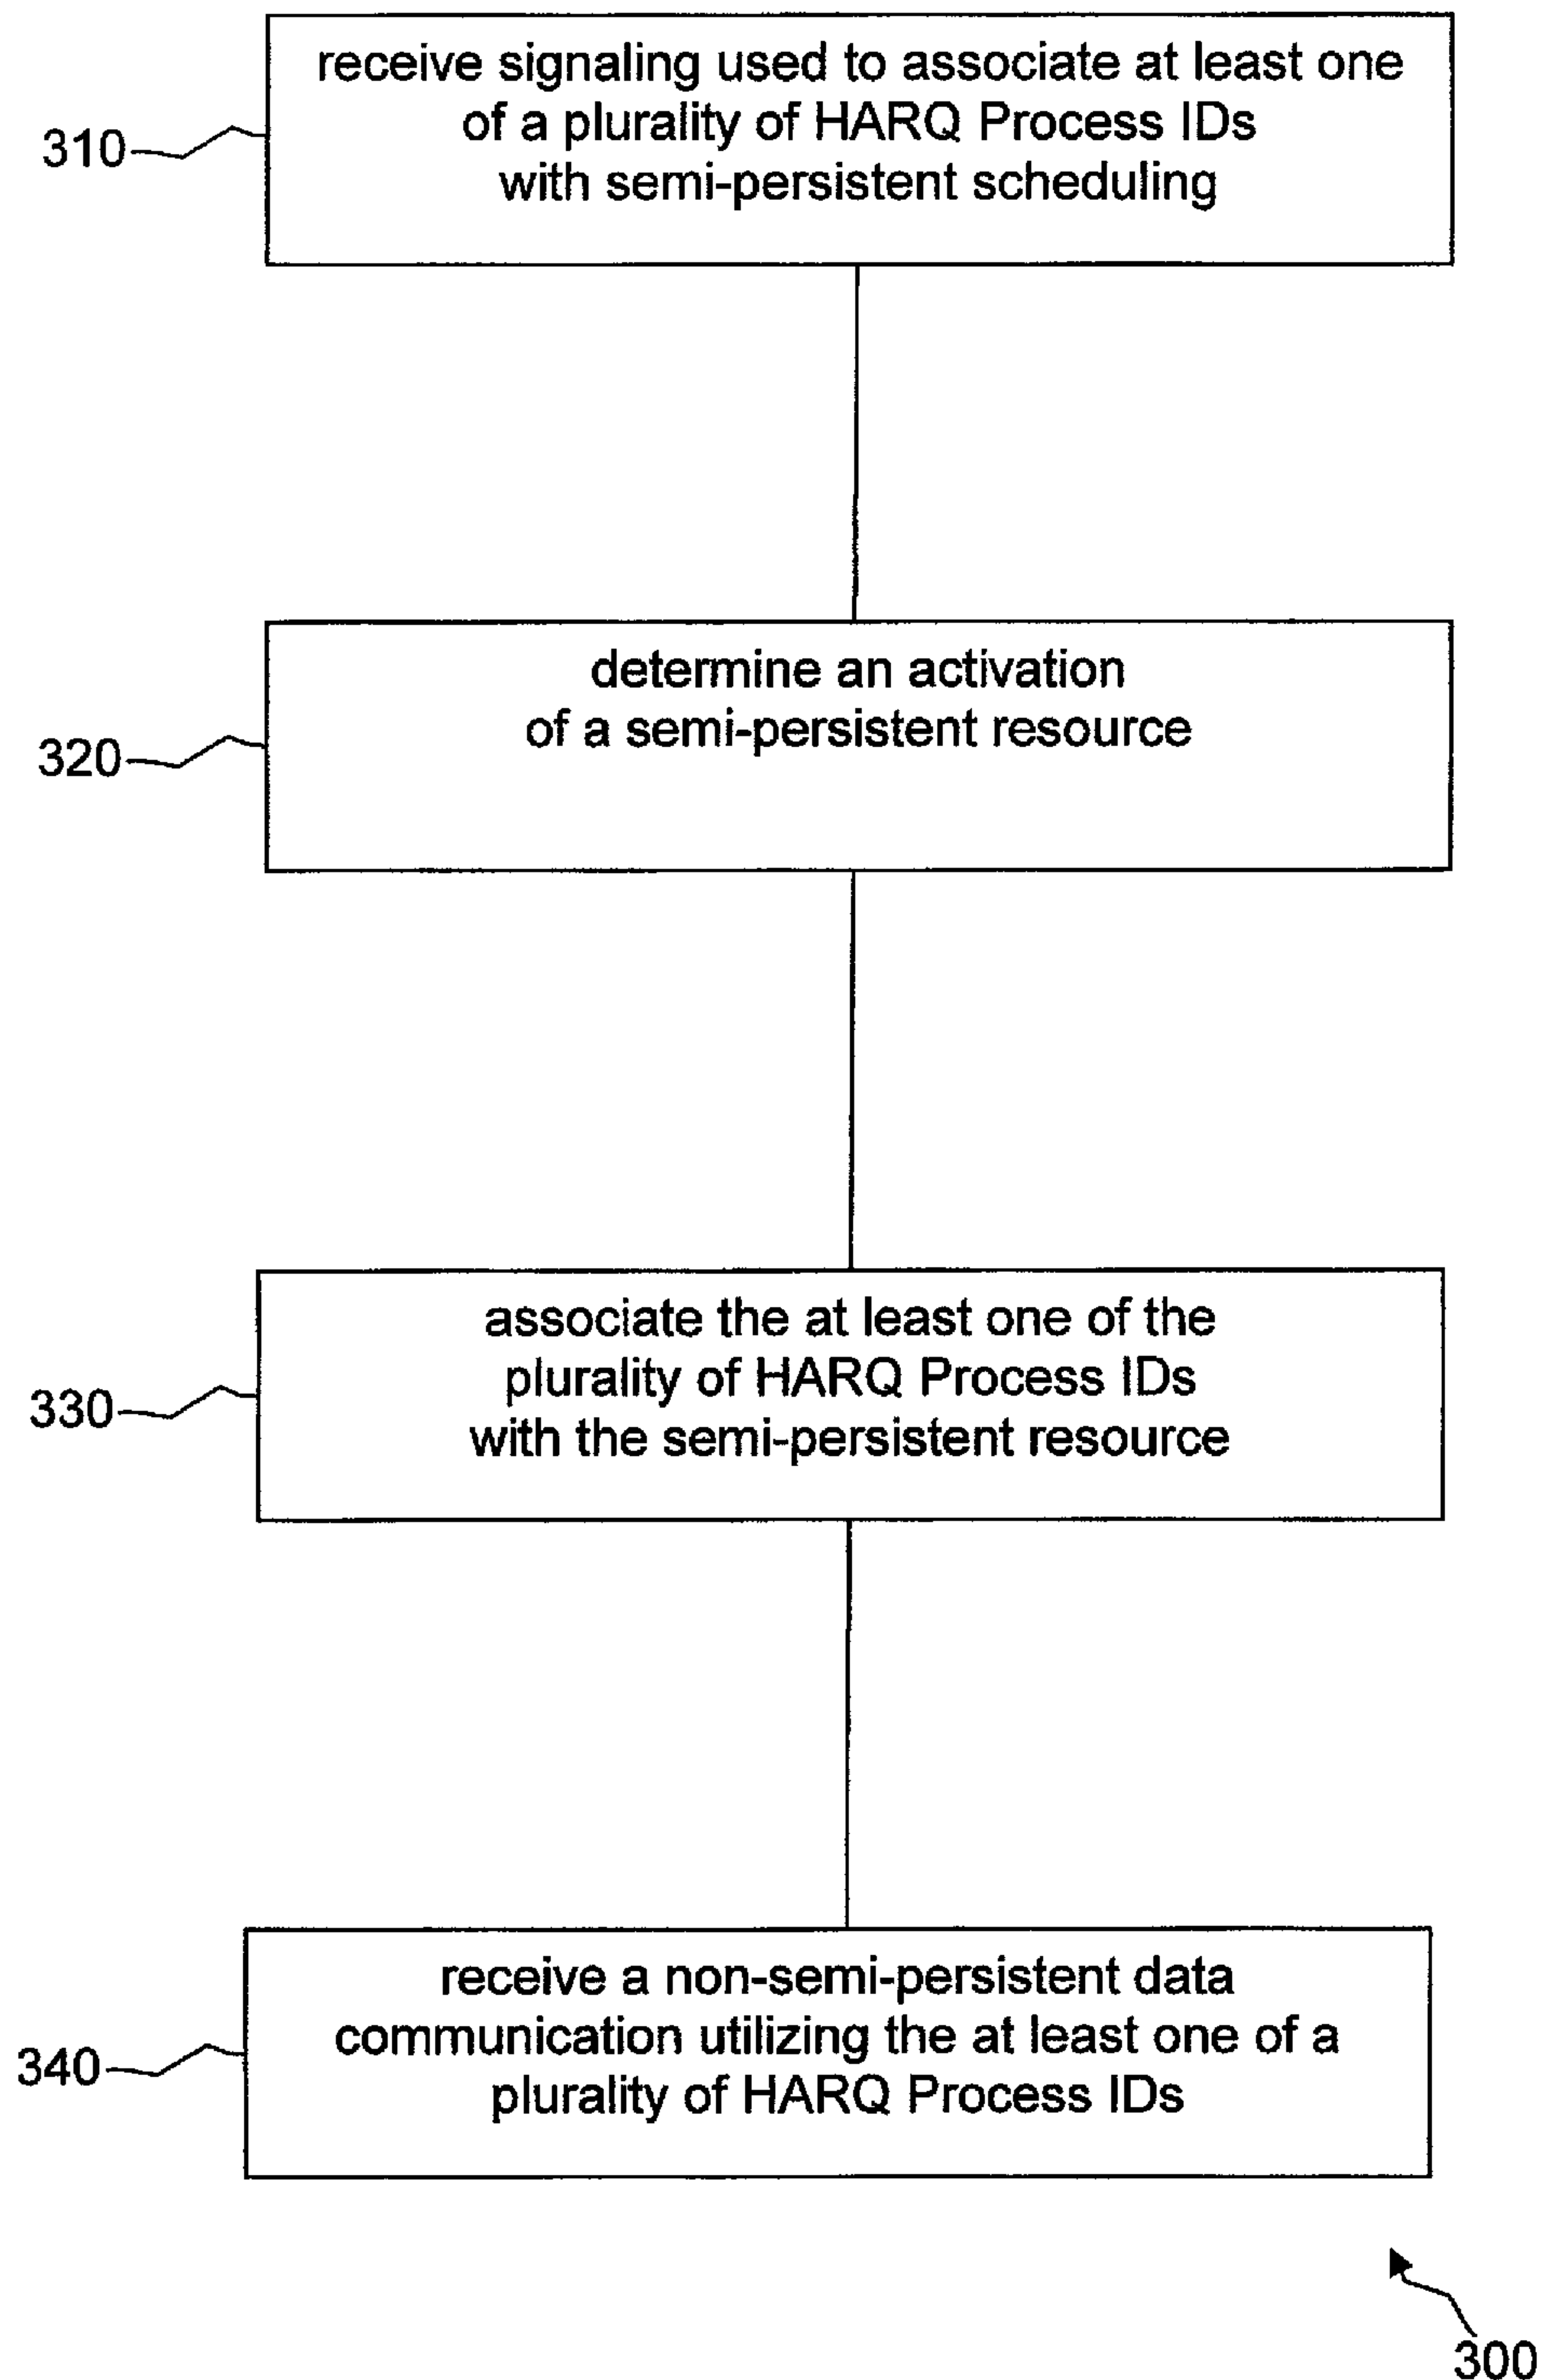 receive signaling used to associate at least one
of a plurality of HARQ Process IDs
with semi-persistent scheduling
310
determine an activation
of a semi-persistent resource
320
associate the at least one of the
plurality of HARQ Process IDs
with the semi-persistent resource
330
receive a non-semi-persistent data
communication utilizing the at least one of a
plurality of HARQ Process IDs
340
300